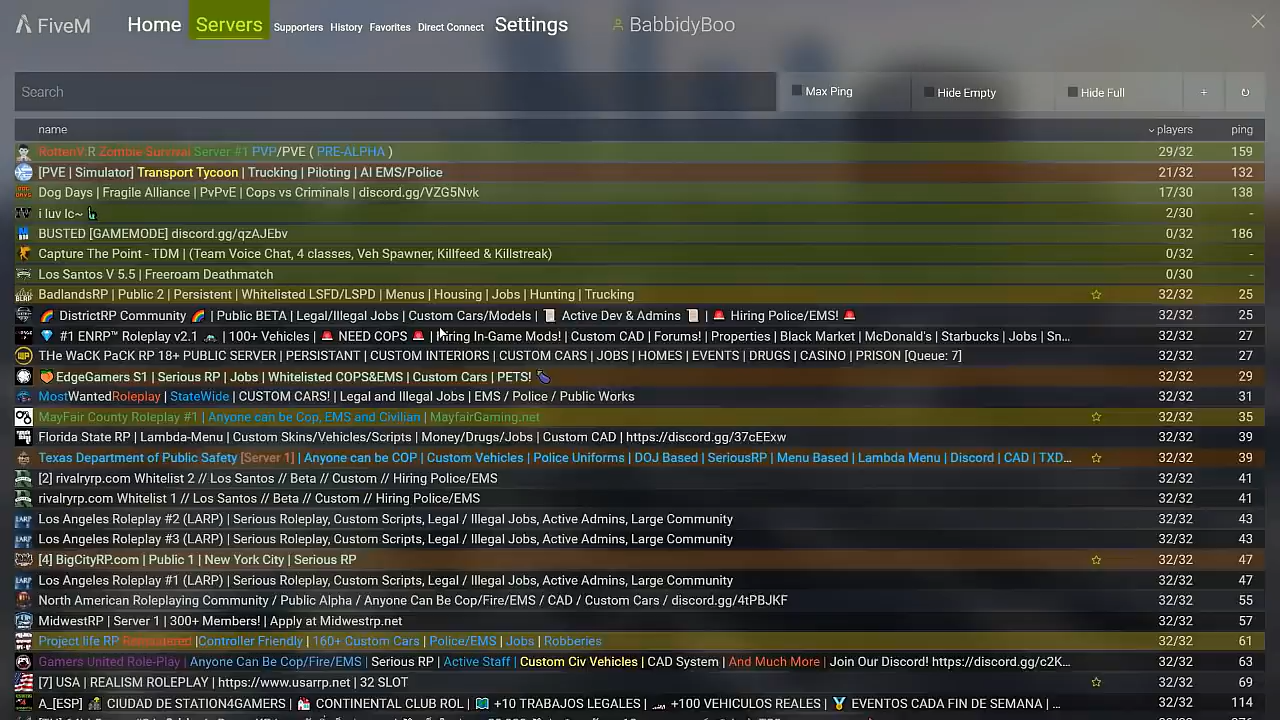 FiveM Home Servers Supporters History Favorites Direct Connect Settings BabbidyBoo
Search Max Ping Hide Empty Hide Full + ↻
name players ping
RottenV.R Zombie Survival Server #1 PVP/PVE ( PRE-ALPHA ) 29/32 159
[PVE | Simulator] Transport Tycoon | Trucking | Piloting | AI EMS/Police 21/32 132
Dog Days | Fragile Alliance | PvPvE | Cops vs Criminals | discord.gg/VZG5Nvk 17/30 138
i luv lc~ 2/30 -
BUSTED [GAMEMODE] discord.gg/qzAJEbv 0/32 186
Capture The Point - TDM | (Team Voice Chat, 4 classes, Veh Spawner, Killfeed & Killstreak) 0/32 -
Los Santos V 5.5 | Freeroam Deathmatch 0/30 -
BadlandsRP | Public 2 | Persistent | Whitelisted LSFD/LSPD | Menus | Housing | Jobs | Hunting | Trucking 32/32 25
🌈 DistrictRP Community 🌈 | Public BETA | Legal/Illegal Jobs | Custom Cars/Models | 📜 Active Dev & Admins 📜 | 🚨 Hiring Police/EMS! 🚨 32/32 25
💎 #1 ENRP™ Roleplay v2.1 🚓 | 100+ Vehicles | 🚨 NEED COPS 🚨 | Hiring In-Game Mods! | Custom CAD | Forums! | Properties | Black Market | McDonald's | Starbucks | Jobs | Sn... 32/32 27
THe WaCK PaCK RP 18+ PUBLIC SERVER | PERSISTANT | CUSTOM INTERIORS | CUSTOM CARS | JOBS | HOMES | EVENTS | DRUGS | CASINO | PRISON [Queue: 7] 32/32 27
🍑 EdgeGamers S1 | Serious RP | Jobs | Whitelisted COPS&EMS | Custom Cars | PETS! 🍆 32/32 29
MostWantedRoleplay | StateWide | CUSTOM CARS! | Legal and Illegal Jobs | EMS / Police / Public Works 32/32 31
MayFair County Roleplay #1 | Anyone can be Cop, EMS and Civilian | MayfairGaming.net 32/32 35
Florida State RP | Lambda-Menu | Custom Skins/Vehicles/Scripts | Money/Drugs/Jobs | Custom CAD | https://discord.gg/37cEExw 32/32 39
Texas Department of Public Safety [Server 1] | Anyone can be COP | Custom Vehicles | Police Uniforms | DOJ Based | SeriousRP | Menu Based | Lambda Menu | Discord | CAD | TXD... 32/32 39
[2] rivalryrp.com Whitelist 2 // Los Santos // Beta // Custom // Hiring Police/EMS 32/32 41
rivalryrp.com Whitelist 1 // Los Santos // Beta // Custom // Hiring Police/EMS 32/32 41
Los Angeles Roleplay #2 (LARP) | Serious Roleplay, Custom Scripts, Legal / Illegal Jobs, Active Admins, Large Community 32/32 43
Los Angeles Roleplay #3 (LARP) | Serious Roleplay, Custom Scripts, Legal / Illegal Jobs, Active Admins, Large Community 32/32 43
[4] BigCityRP.com | Public 1 | New York City | Serious RP 32/32 47
Los Angeles Roleplay #1 (LARP) | Serious Roleplay, Custom Scripts, Legal / Illegal Jobs, Active Admins, Large Community 32/32 47
North American Roleplaying Community / Public Alpha / Anyone Can Be Cop/Fire/EMS / CAD / Custom Cars / discord.gg/4tPBJKF 32/32 55
MidwestRP | Server 1 | 300+ Members! | Apply at Midwestrp.net 32/32 57
Project life RP Remastered |Controller Friendly | 160+ Custom Cars | Police/EMS | Jobs | Robberies 32/32 61
Gamers United Role-Play | Anyone Can Be Cop/Fire/EMS | Serious RP | Active Staff | Custom Civ Vehicles | CAD System | And Much More | Join Our Discord! https://discord.gg/c2K... 32/32 63
[7] USA | REALISM ROLEPLAY | https://www.usarrp.net | 32 SLOT 32/32 69
A_[ESP] CIUDAD DE STATION4GAMERS | CONTINENTAL CLUB ROL | +10 TRABAJOS LEGALES | +100 VEHICULOS REALES | EVENTOS CADA FIN DE SEMANA | ... 32/32 114